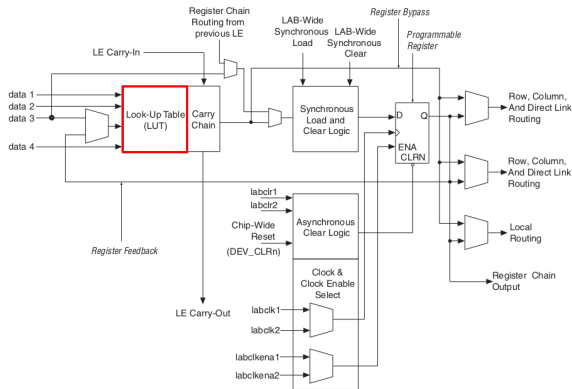 Register Chain
Routing from
previous LE
LAB-Wide
Synchronous
Load
LAB-Wide
Synchronous
Clear
Register Bypass
Programmable
Register
LE Carry-In
data 1
data 2
data 3
data 4
Look-Up Table
(LUT)
Carry
Chain
Synchronous
Load and
Clear Logic
D
Q
ENA
CLRN
Row, Column,
And Direct Link
Routing
Row, Column,
And Direct Link
Routing
Local
Routing
Register Chain
Output
Register Feedback
labclr1
labclr2
Chip-Wide
Reset
(DEV_CLRn)
Asynchronous
Clear Logic
Clock &
Clock Enable
Select
LE Carry-Out
labclk1
labclk2
labclkena1
labclkena2